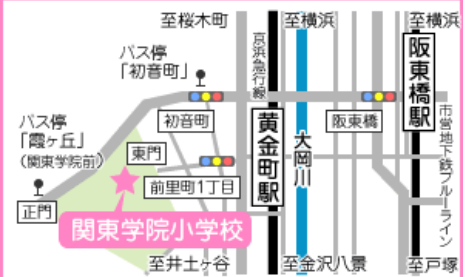 至桜木町
至横浜
至横浜
バス停
「初音町」
京浜急行線
阪東橋駅
バス停
「霞ヶ丘」
(関東学院前)
初音町
黄金町駅
大岡川
阪東橋
市営地下鉄ブルーライン
東門
前里町1丁目
正門
関東学院小学校
至井土ヶ谷
至金沢八景
至戸塚